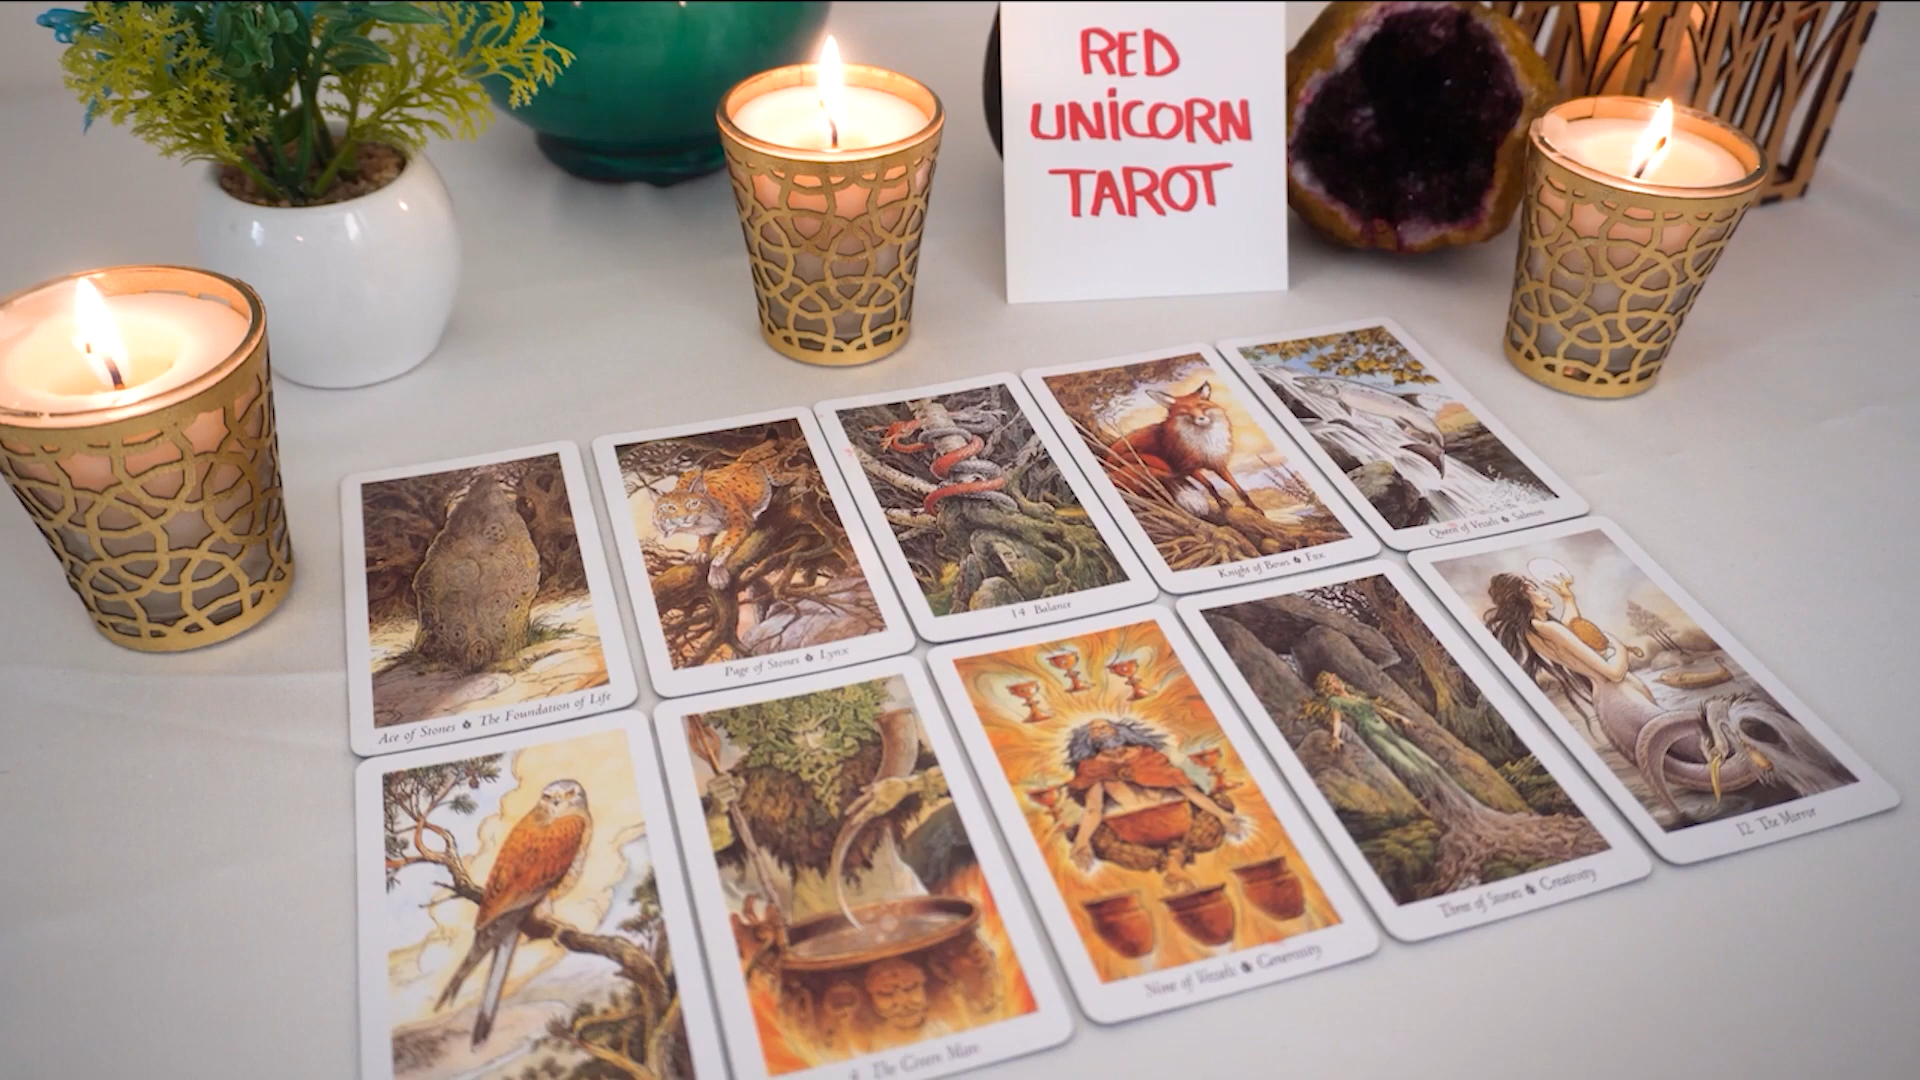 RED
UNICORN
TAROT
Ace of Stones The Foundation of Life
Page of Stones Lynx
14 Balance
Knight of Bows Fox
Queen of Vessels Salmon
4 The Green Man
Nine of Vessels Generosity
Three of Stones Creativity
12 The Mirror